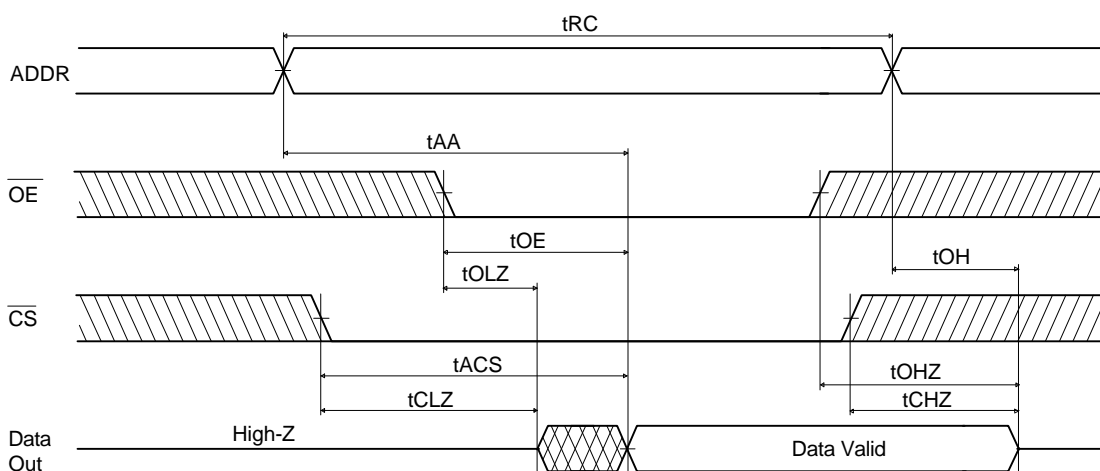 tRC
ADDR
tAA
OE
tOE
tOLZ
tOH
CS
tACS
tOHZ
tCLZ
tCHZ
Data
Out
High-Z
Data Valid